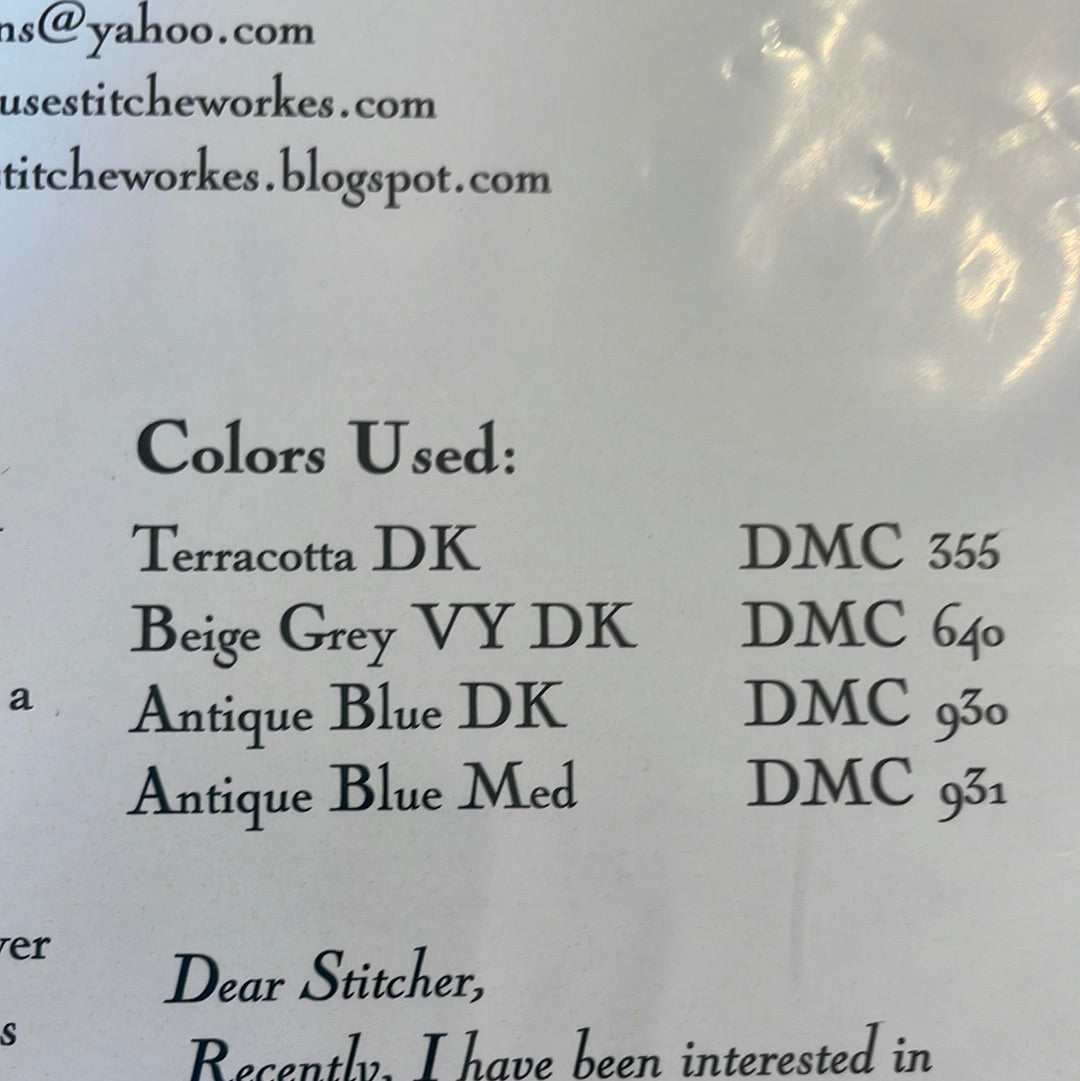 ns@yahoo.com
usestitcheworkes.com
titcheworkes.blogspot.com
Colors Used:
Terracotta DK DMC 355
Beige Grey VY DK DMC 640
a Antique Blue DK DMC 930
Antique Blue Med DMC 931
ver
Dear Stitcher,
s
Recently, I have been interested in